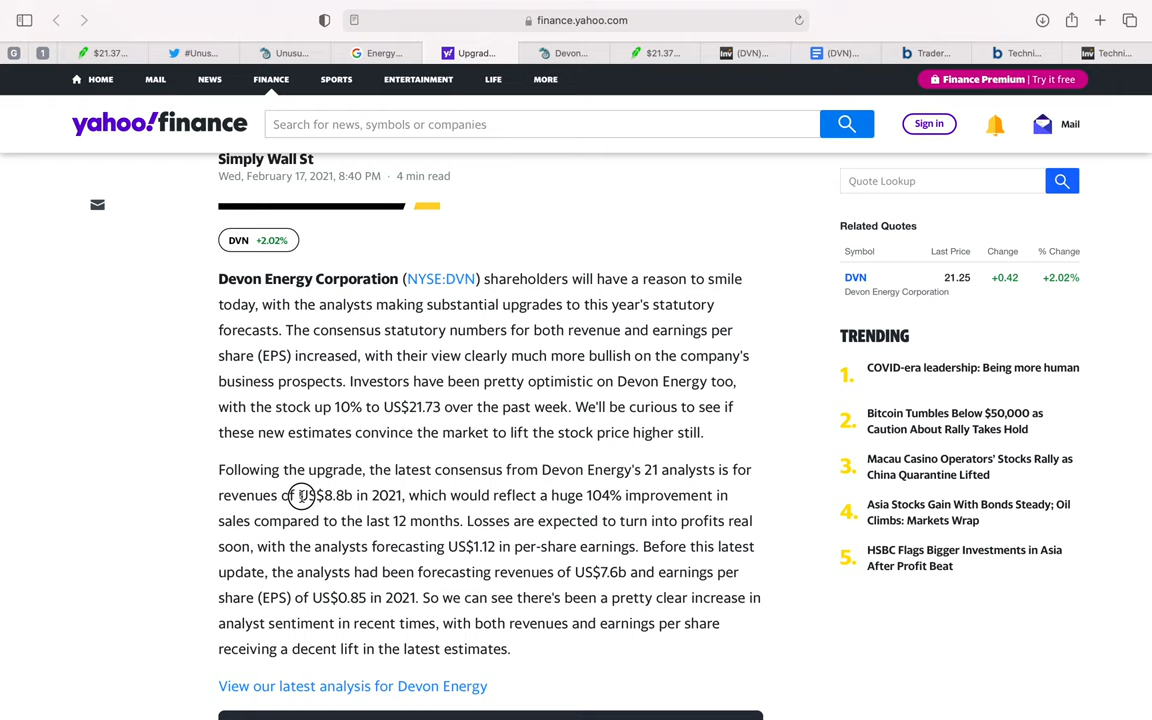 finance.yahoo.com
G
1
$21.37...
#Unus...
Unusu...
Energy...
Upgrad...
Devon...
$21.37...
(DVN)...
(DVN)...
Trader...
Techni...
Techni...
HOME
MAIL
NEWS
FINANCE
SPORTS
ENTERTAINMENT
LIFE
MORE
Finance Premium | Try it free
yahoo!finance
Search for news, symbols or companies
Sign in
Mail
Simply Wall St
Wed, February 17, 2021, 8:40 PM · 4 min read
DVN +2.02%
Devon Energy Corporation (NYSE:DVN) shareholders will have a reason to smile
today, with the analysts making substantial upgrades to this year's statutory
forecasts. The consensus statutory numbers for both revenue and earnings per
share (EPS) increased, with their view clearly much more bullish on the company's
business prospects. Investors have been pretty optimistic on Devon Energy too,
with the stock up 10% to US$21.73 over the past week. We'll be curious to see if
these new estimates convince the market to lift the stock price higher still.
Following the upgrade, the latest consensus from Devon Energy's 21 analysts is for
revenues of US$8.8b in 2021, which would reflect a huge 104% improvement in
sales compared to the last 12 months. Losses are expected to turn into profits real
soon, with the analysts forecasting US$1.12 in per-share earnings. Before this latest
update, the analysts had been forecasting revenues of US$7.6b and earnings per
share (EPS) of US$0.85 in 2021. So we can see there's been a pretty clear increase in
analyst sentiment in recent times, with both revenues and earnings per share
receiving a decent lift in the latest estimates.
View our latest analysis for Devon Energy
Quote Lookup
Related Quotes
Symbol Last Price Change % Change
DVN 21.25 +0.42 +2.02%
Devon Energy Corporation
TRENDING
1. COVID-era leadership: Being more human
2. Bitcoin Tumbles Below $50,000 as
Caution About Rally Takes Hold
3. Macau Casino Operators' Stocks Rally as
China Quarantine Lifted
4. Asia Stocks Gain With Bonds Steady; Oil
Climbs: Markets Wrap
5. HSBC Flags Bigger Investments in Asia
After Profit Beat